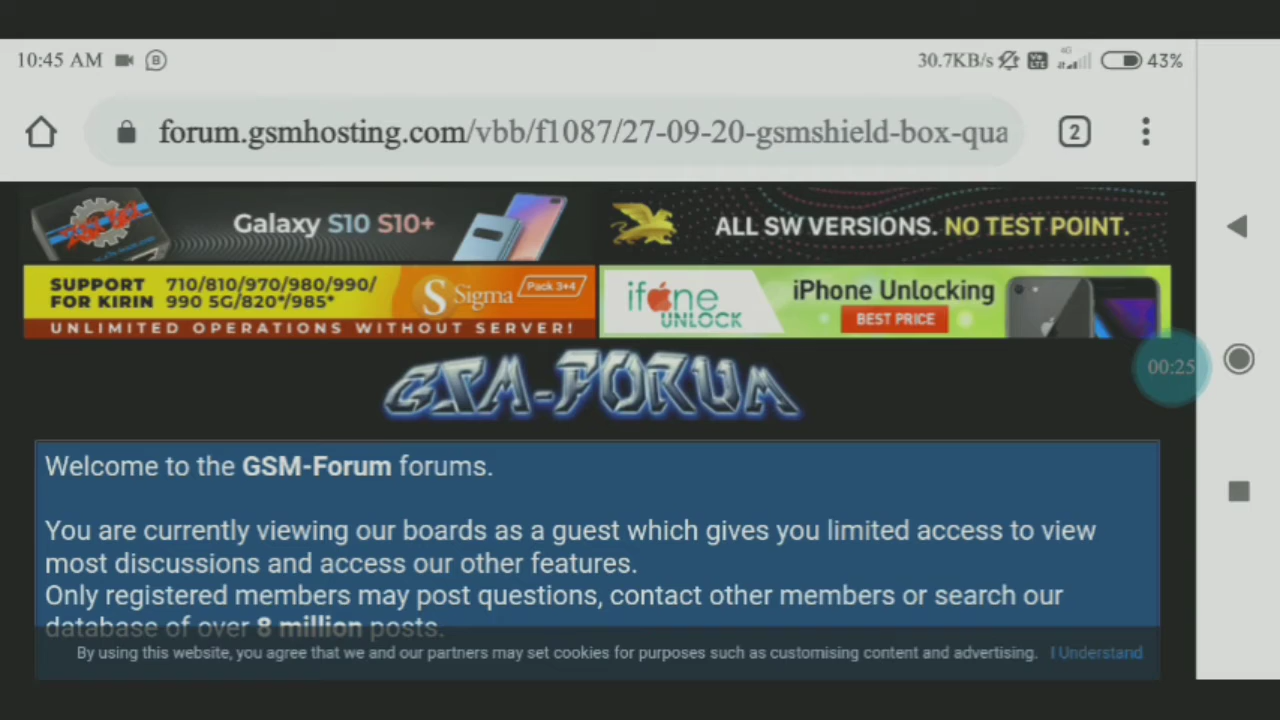 10:45 AM
30.7KB/s
4G
43%
forum.gsmhosting.com/vbb/f1087/27-09-20-gsmshield-box-qua
2
Galaxy S10 S10+
ALL SW VERSIONS. NO TEST POINT.
SUPPORT 710/810/970/980/990/
FOR KIRIN 990 5G/820*/985*
Sigma
Pack 3+4
UNLIMITED OPERATIONS WITHOUT SERVER!
ifone
UNLOCK
iPhone Unlocking
BEST PRICE
GSM-FORUM
00:25
Welcome to the GSM-Forum forums.
You are currently viewing our boards as a guest which gives you limited access to view
most discussions and access our other features.
Only registered members may post questions, contact other members or search our
database of over 8 million posts.
By using this website, you agree that we and our partners may set cookies for purposes such as customising content and advertising. I Understand